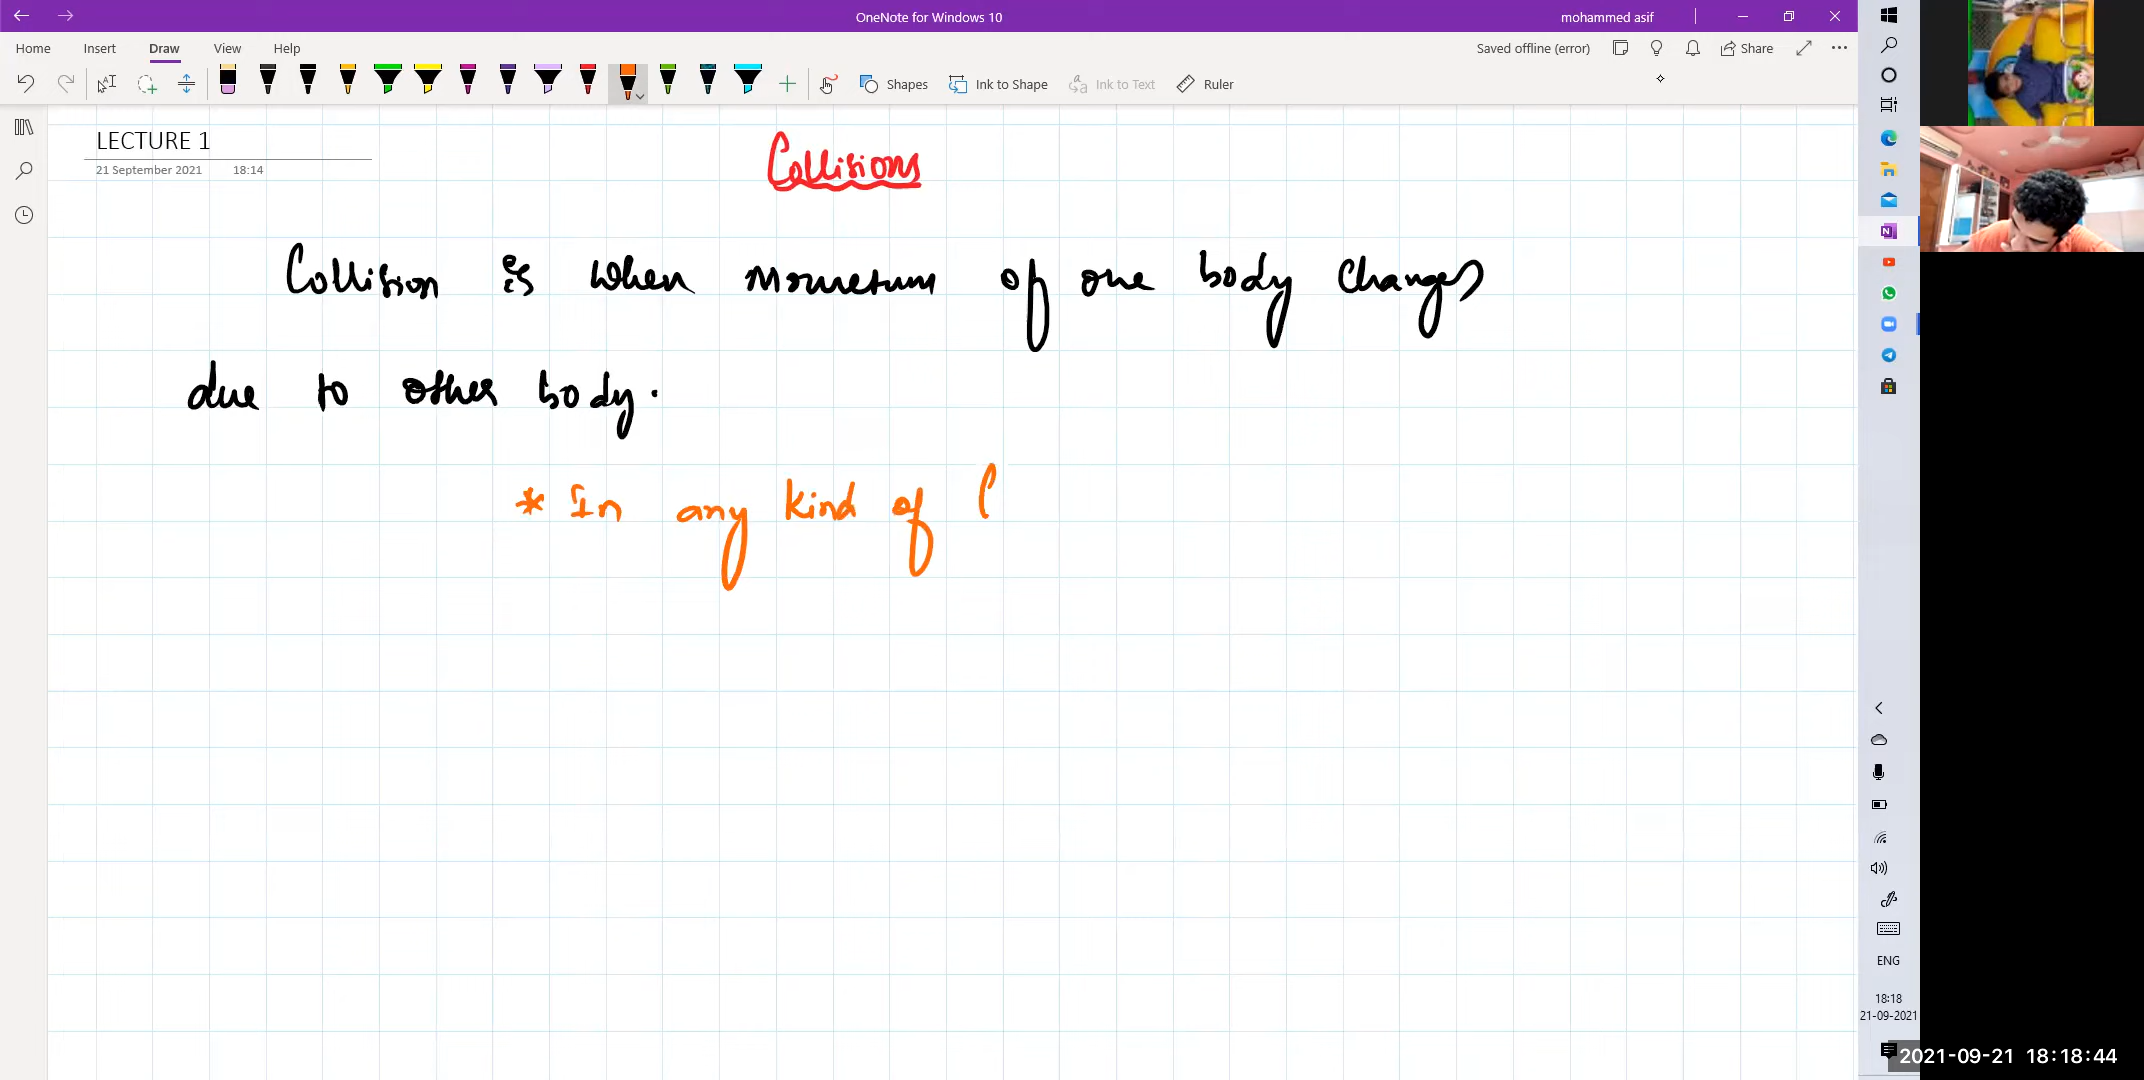 OneNote for Windows 10
mohammed asif
Home Insert Draw View Help
Saved offline (error) Share
Shapes Ink to Shape Ink to Text Ruler
LECTURE 1
21 September 2021 18:14
Collisions
Collision is when momentum of one body changes
due to other body.
* In any kind of (
ENG
18:18
21-09-2021
2021-09-21 18:18:44